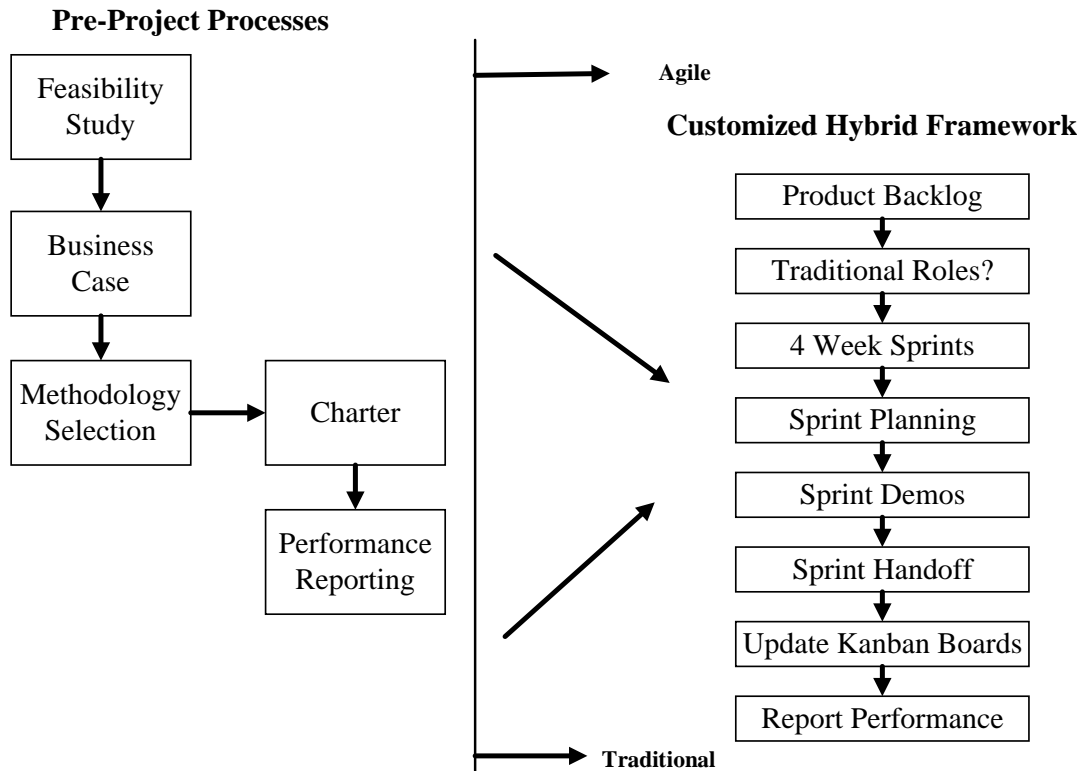 Pre-Project Processes
Feasibility
Study
Business
Case
Methodology
Selection
Charter
Performance
Reporting
Agile
Customized Hybrid Framework
Product Backlog
Traditional Roles?
4 Week Sprints
Sprint Planning
Sprint Demos
Sprint Handoff
Update Kanban Boards
Report Performance
Traditional